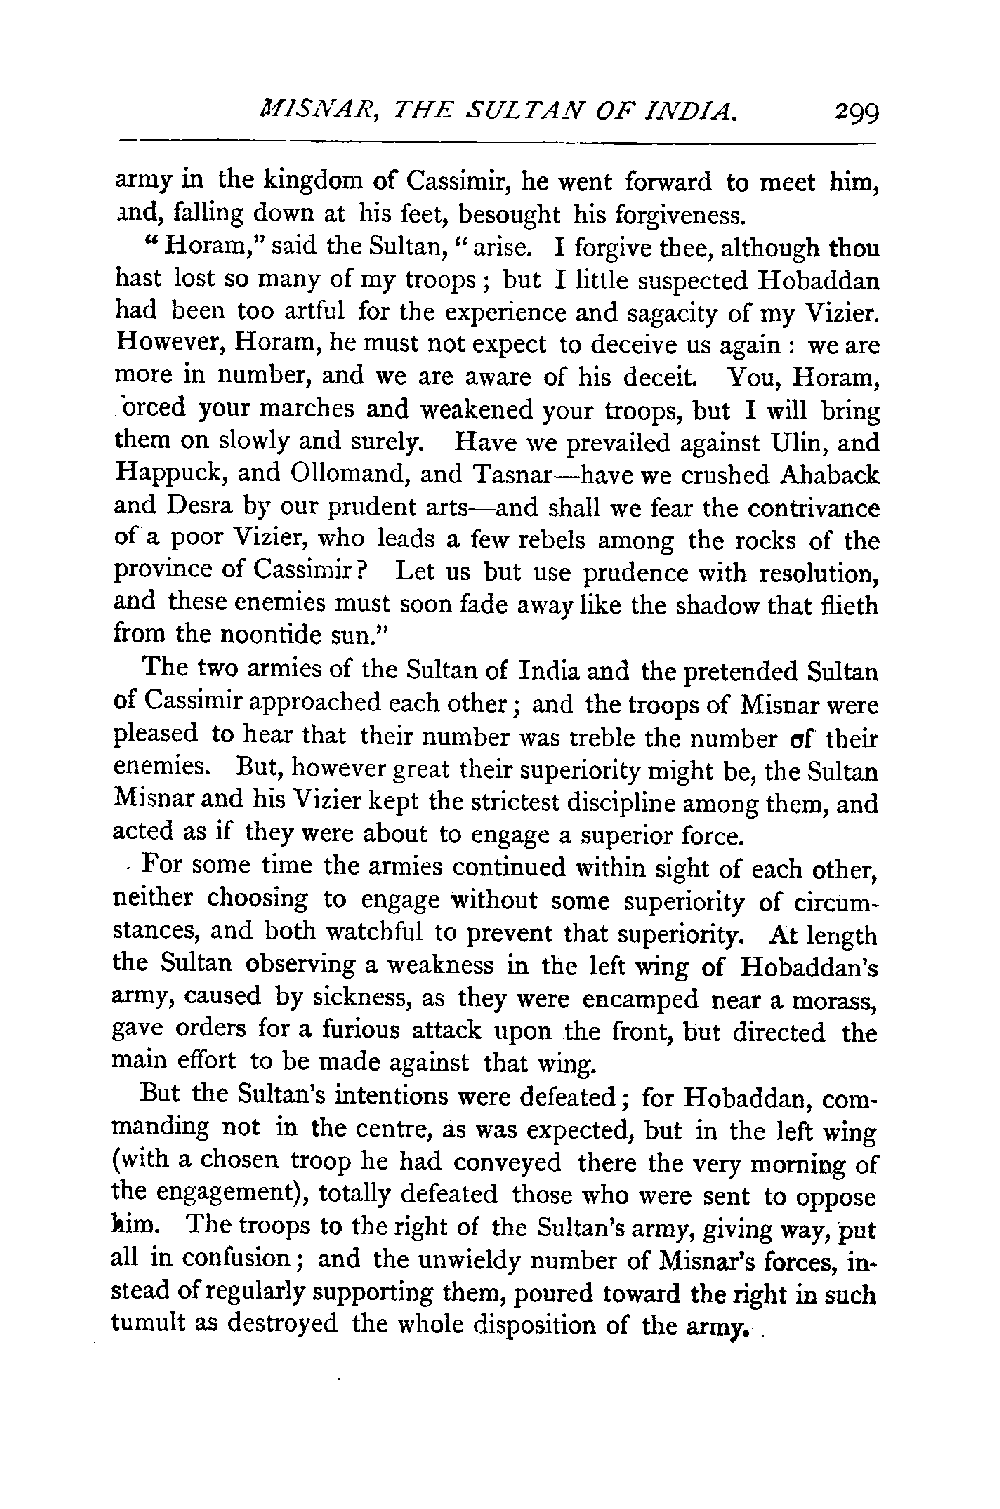 MISNAR, THE SULTAN OF INDIA. 299
army in the kingdom of Cassimir, he went forward to meet him,
and, falling down at his feet, besought his forgiveness.
“Horam,” said the Sultan, “arise. I forgive thee, although thou
hast lost so many of my troops; but I little suspected Hobaddan
had been too artful for the experience and sagacity of my Vizier.
However, Horam, he must not expect to deceive us again: we are
more in number, and we are aware of his deceit. You, Horam,
orced your marches and weakened your troops, but I will bring
them on slowly and surely. Have we prevailed against Ulin, and
Happuck, and Ollomand, and Tasnar—have we crushed Ahaback
and Desra by our prudent arts—and shall we fear the contrivance
of a poor Vizier, who leads a few rebels among the rocks of the
province of Cassimir? Let us but use prudence with resolution,
and these enemies must soon fade away like the shadow that flieth
from the noontide sun.”
The two armies of the Sultan of India and the pretended Sultan
of Cassimir approached each other; and the troops of Misnar were
pleased to hear that their number was treble the number of their
enemies. But, however great their superiority might be, the Sultan
Misnar and his Vizier kept the strictest discipline among them, and
acted as if they were about to engage a superior force.
For some time the armies continued within sight of each other,
neither choosing to engage without some superiority of circum-
stances, and both watchful to prevent that superiority. At length
the Sultan observing a weakness in the left wing of Hobaddan's
army, caused by sickness, as they were encamped near a morass,
gave orders for a furious attack upon the front, but directed the
main effort to be made against that wing.
But the Sultan's intentions were defeated; for Hobaddan, com-
manding not in the centre, as was expected, but in the left wing
(with a chosen troop he had conveyed there the very morning of
the engagement), totally defeated those who were sent to oppose
him. The troops to the right of the Sultan's army, giving way, put
all in confusion; and the unwieldy number of Misnar's forces, in-
stead of regularly supporting them, poured toward the right in such
tumult as destroyed the whole disposition of the army.